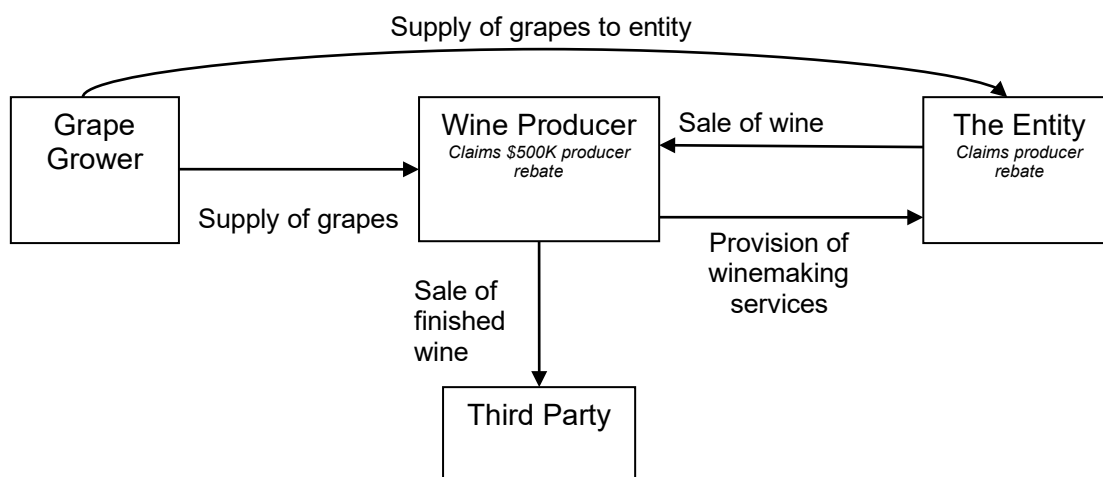 Supply of grapes to entity
Grape
Grower
Wine Producer
Claims $500K producer
rebate
Sale of wine
The Entity
Claims producer
rebate
Supply of grapes
Provision of
winemaking
services
Sale of
finished
wine
Third Party